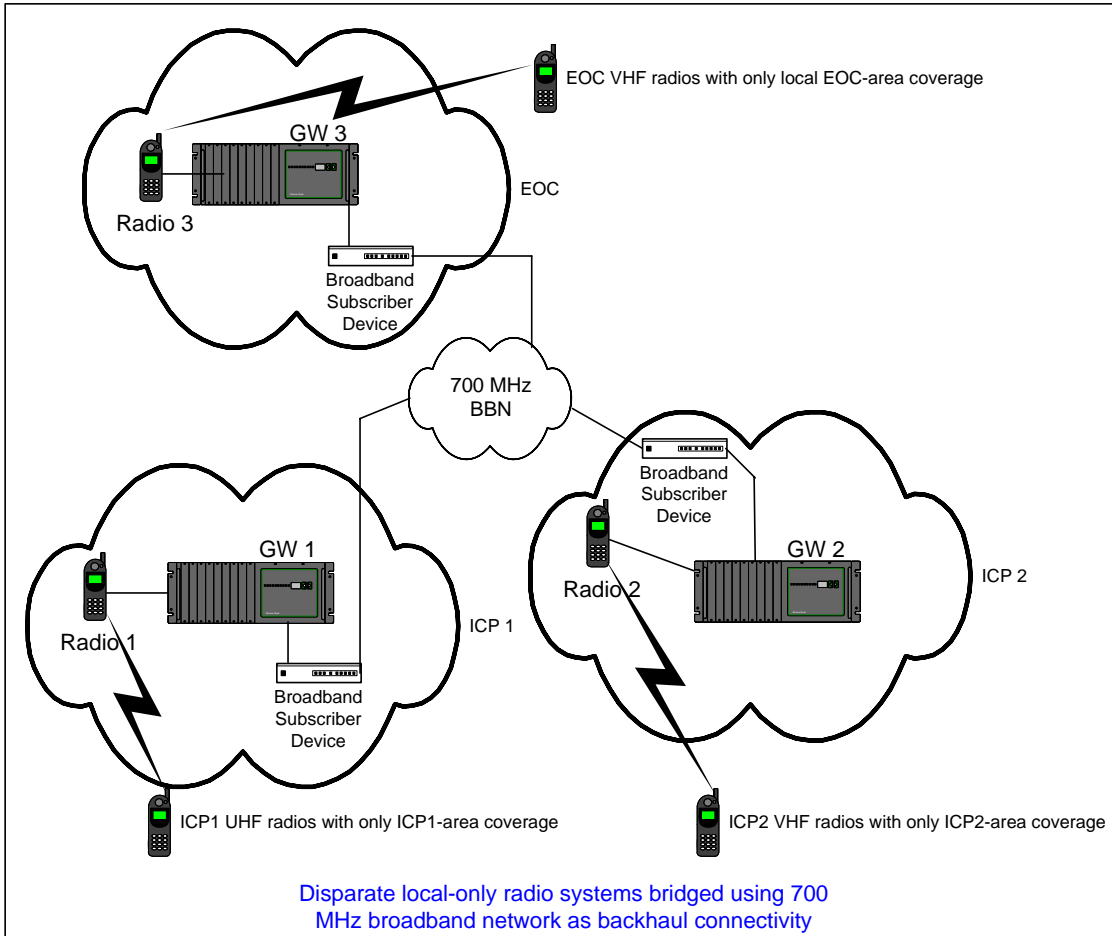 EOC VHF radios with only local EOC-area coverage
GW 3
EOC
Radio 3
Broadband
Subscriber
Device
700 MHz
BBN
Broadband
Subscriber
Device
GW 1
GW 2
ICP 2
Radio 2
ICP 1
Radio 1
Broadband
Subscriber
Device
ICP1 UHF radios with only ICP1-area coverage
ICP2 VHF radios with only ICP2-area coverage
Disparate local-only radio systems bridged using 700
MHz broadband network as backhaul connectivity